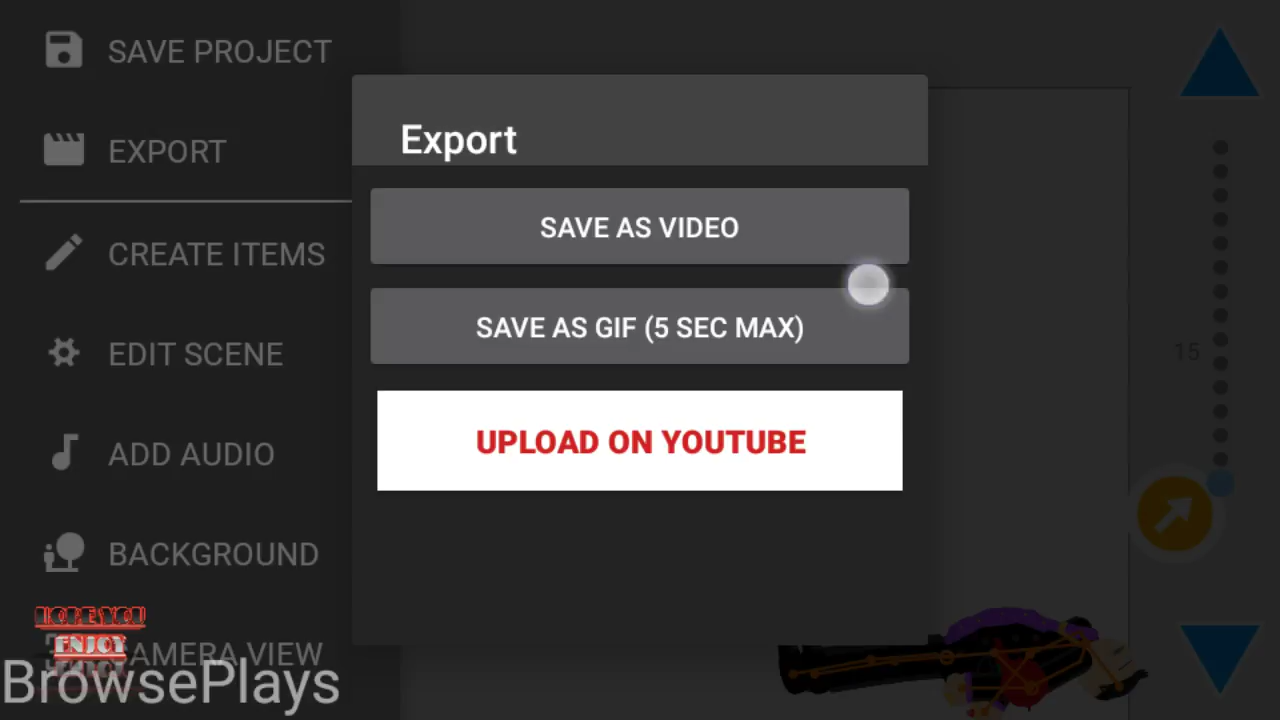 SAVE PROJECT
EXPORT
CREATE ITEMS
EDIT SCENE
ADD AUDIO
BACKGROUND
AMERA VIEW
Export
SAVE AS VIDEO
SAVE AS GIF (5 SEC MAX)
UPLOAD ON YOUTUBE
15
HOPE YOU
ENJOY
BrowsePlays